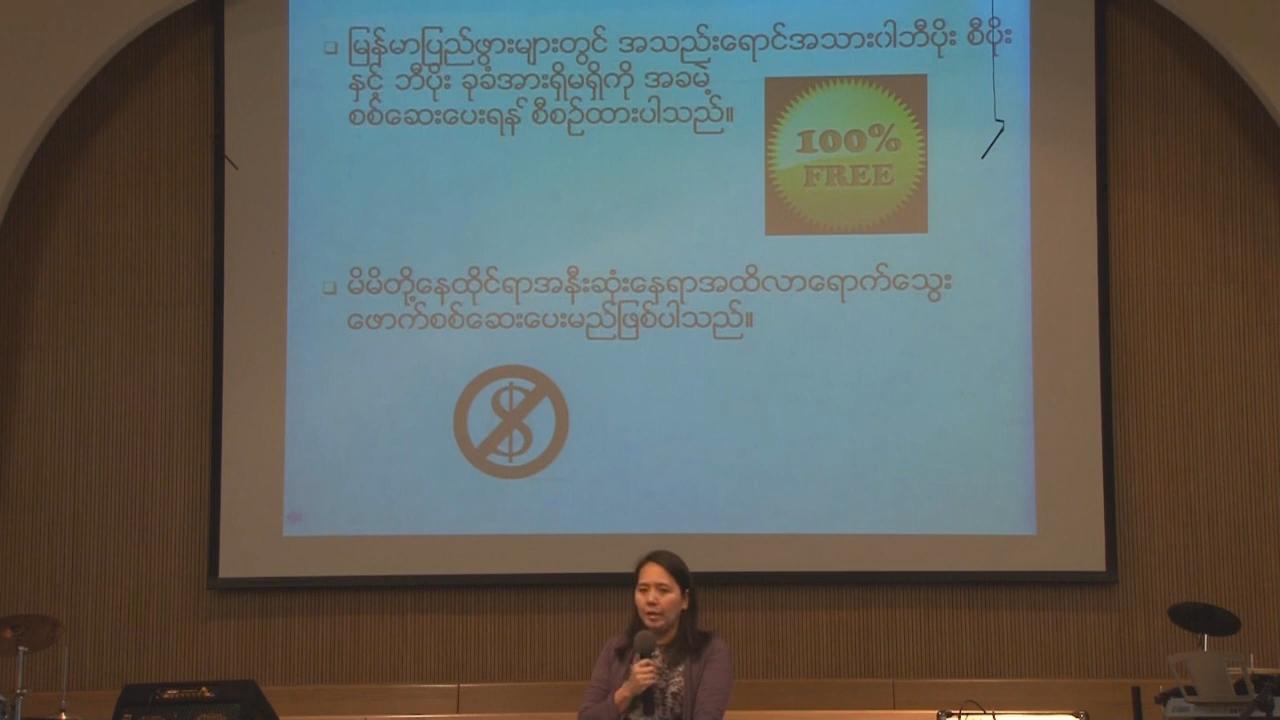 မြန်မာပြည်ဖွားများတွင် အသည်းရောင်အသားဝါဘီပိုး စီပိုး
နှင့် ဘီပိုး ခုခံအားရှိမရှိကို အခမဲ့
စစ်ဆေးပေးရန် စီစဉ်ထားပါသည်။
100%
FREE
မိမိတို့နေထိုင်ရာအနီးဆုံးနေရာအထိလာရောက်သွေး
ဖောက်စစ်ဆေးပေးမည်ဖြစ်ပါသည်။